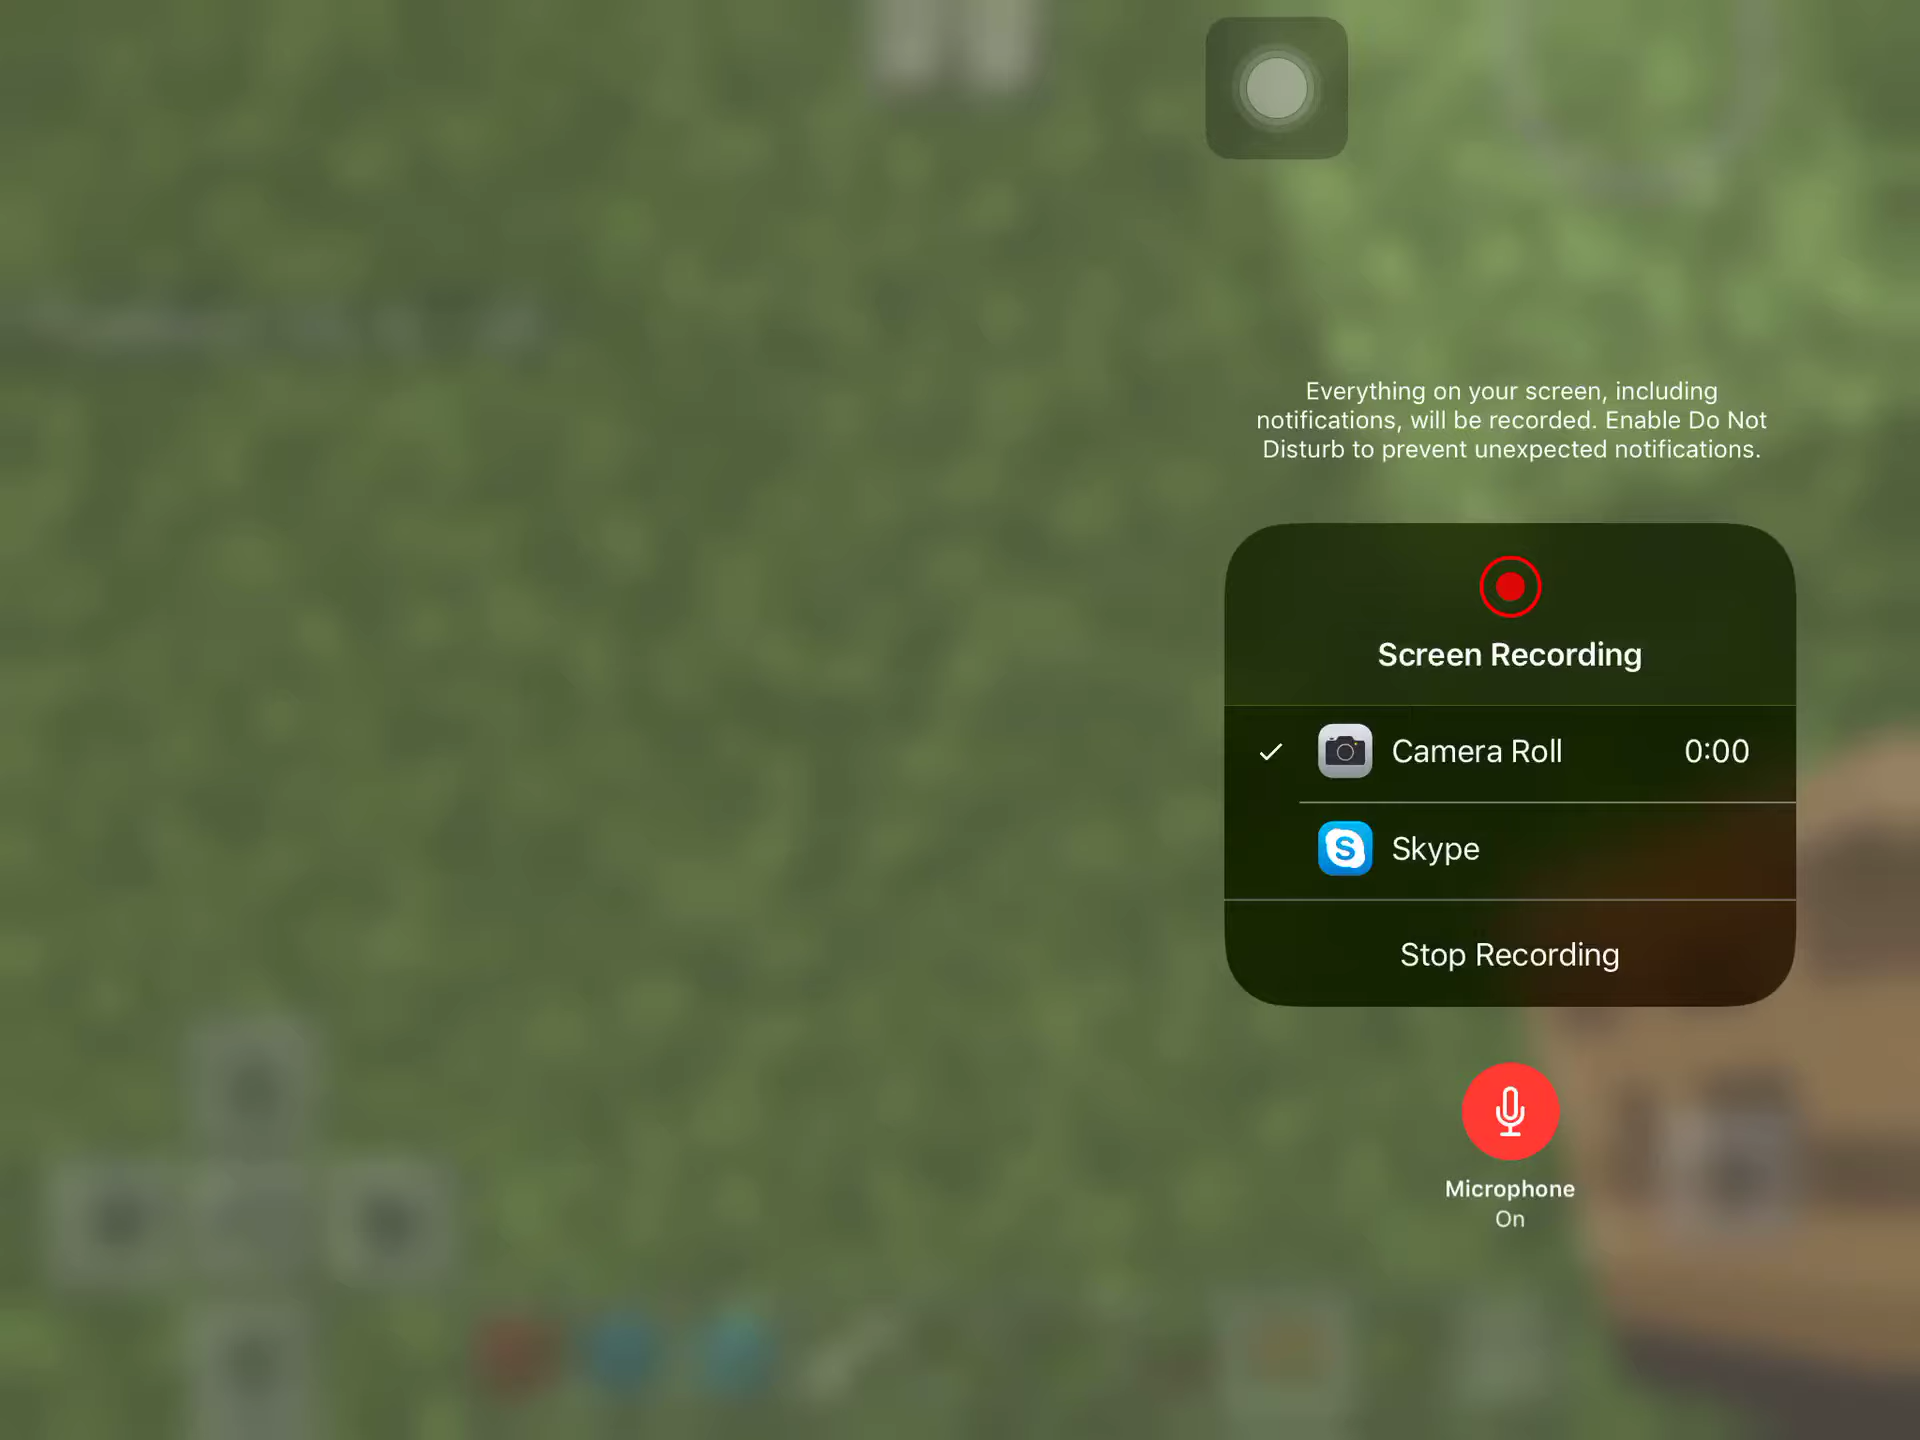 Everything on your screen, including
notifications, will be recorded. Enable Do Not
Disturb to prevent unexpected notifications.
Screen Recording
Camera Roll 0:00
Skype
Stop Recording
Microphone
On